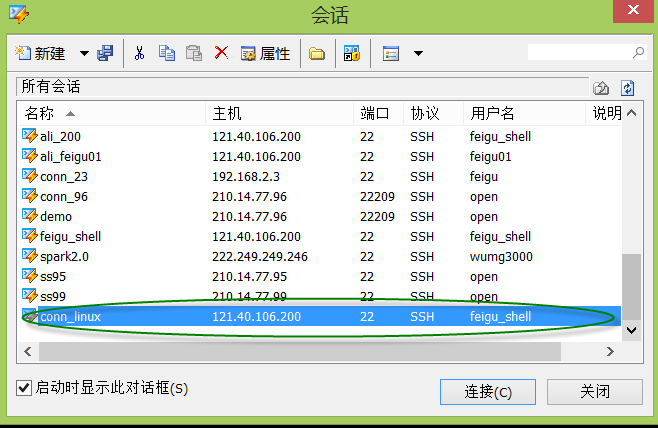 会话
新建 属性
所有会话
名称 主机 端口 协议 用户名 说明
ali_200 121.40.106.200 22 SSH feigu_shell
ali_feigu01 121.40.106.200 22 SSH feigu01
conn_23 192.168.2.3 22 SSH feigu
conn_96 210.14.77.96 22209 SSH open
demo 210.14.77.96 22209 SSH open
feigu_shell 121.40.106.200 22 SSH feigu_shell
spark2.0 222.249.249.246 22 SSH wumg3000
ss95 210.14.77.95 22 SSH open
ss99 210.14.77.99 22 SSH open
conn_linux 121.40.106.200 22 SSH feigu_shell
启动时显示此对话框(S) 连接(C) 关闭